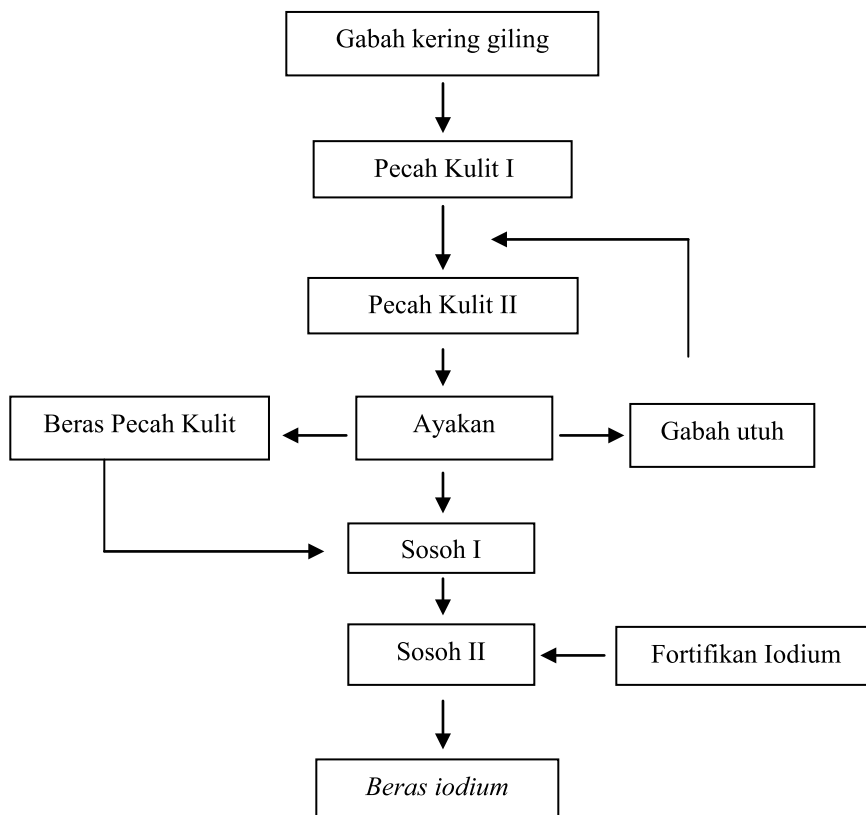 Gabah kering giling
Pecah Kulit I
Pecah Kulit II
Beras Pecah Kulit
Ayakan
Gabah utuh
Sosoh I
Sosoh II
Fortifikan Iodium
Beras iodium